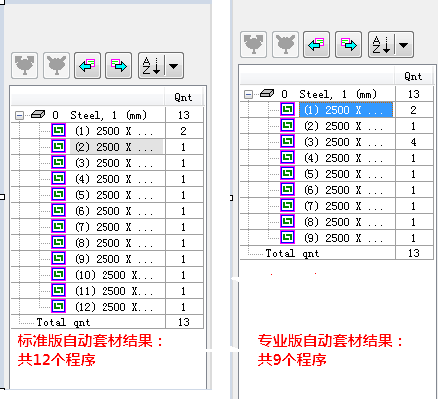 Qnt
0 Steel, 1 (mm) 13
(1) 2500 X ... 2
(2) 2500 X ... 1
(3) 2500 X ... 1
(4) 2500 X ... 1
(5) 2500 X ... 1
(6) 2500 X ... 1
(7) 2500 X ... 1
(8) 2500 X ... 1
(9) 2500 X ... 1
(10) 2500 X... 1
(11) 2500 X... 1
(12) 2500 X... 1
Total qnt 13
标准版自动套材结果：
共12个程序
Qnt
0 Steel, 1 (mm) 13
(1) 2500 X ... 2
(2) 2500 X ... 1
(3) 2500 X ... 4
(4) 2500 X ... 1
(5) 2500 X ... 1
(6) 2500 X ... 1
(7) 2500 X ... 1
(8) 2500 X ... 1
(9) 2500 X ... 1
Total qnt 13
专业版自动套材结果：
共9个程序